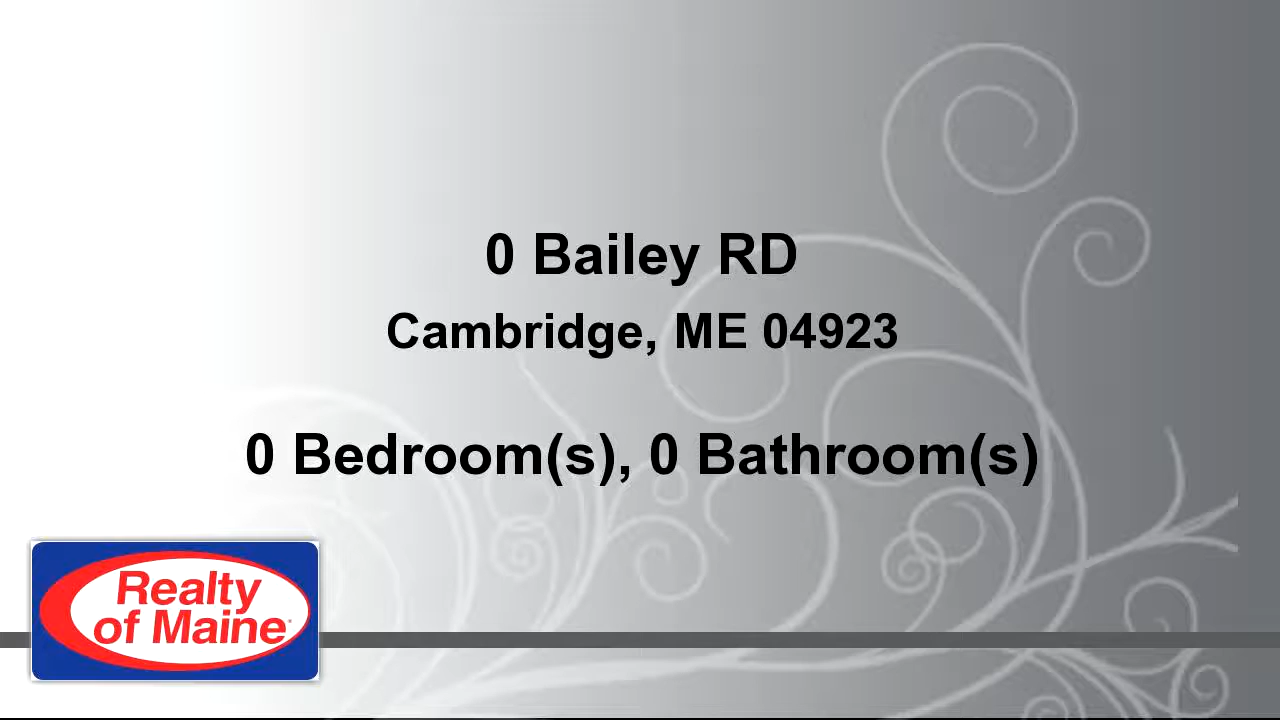 0 Bailey RD
Cambridge, ME 04923
0 Bedroom(s), 0 Bathroom(s)
Realty
of Maine